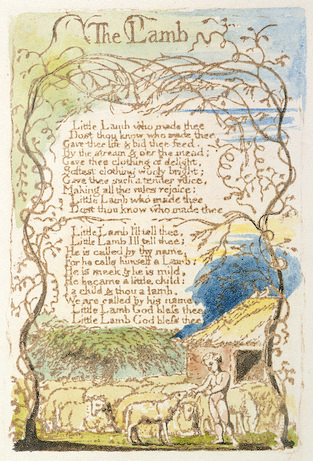 The Lamb
Little Lamb who made thee
Dost thou know who made thee
Gave thee life & bid thee feed.
By the stream & o'er the mead;
Gave thee clothing of delight,
Softest clothing wooly bright;
Gave thee such a tender voice,
Making all the vales rejoice:
Little Lamb who made thee
Dost thou know who made thee
Little Lamb I'll tell thee,
Little Lamb I'll tell thee;
He is called by thy name,
For he calls himself a Lamb:
He is meek & he is mild,
He became a little child:
I a child & thou a lamb,
We are called by his name.
Little Lamb God bless thee.
Little Lamb God bless thee.